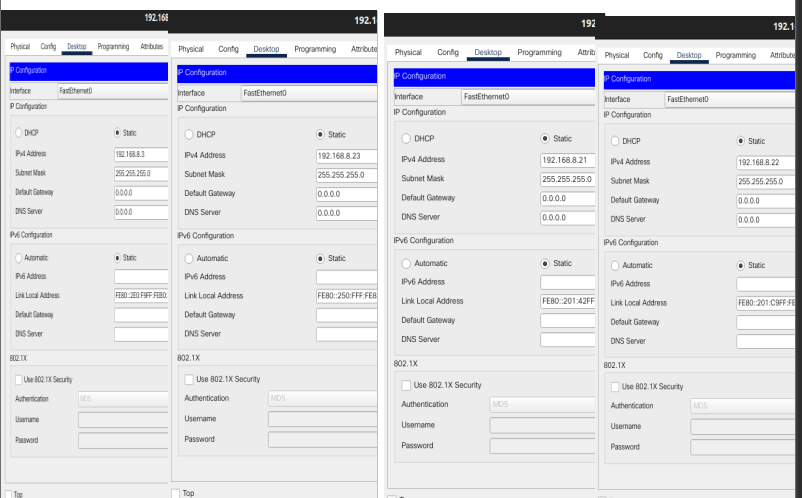 192.168
Physical Config Desktop Programming Attributes
IP Configuration
Interface FastEthernet0
IP Configuration
DHCP Static
IPv4 Address 192.168.8.3
Subnet Mask 255.255.255.0
Default Gateway 0.0.0.0
DNS Server 0.0.0.0
IPv6 Configuration
Automatic Static
IPv6 Address
Link Local Address FE80::2E0:F9FF:FEB0:
Default Gateway
DNS Server
802.1X
Use 802.1X Security
Authentication MD5
Username
Password
Top
192.1
Physical Config Desktop Programming Attribute
IP Configuration
Interface FastEthernet0
IP Configuration
DHCP Static
IPv4 Address 192.168.8.23
Subnet Mask 255.255.255.0
Default Gateway 0.0.0.0
DNS Server 0.0.0.0
IPv6 Configuration
Automatic Static
IPv6 Address
Link Local Address FE80::250:FFF:FE8
Default Gateway
DNS Server
802.1X
Use 802.1X Security
Authentication MD5
Username
Password
Top
192
Physical Config Desktop Programming Attrib
IP Configuration
Interface FastEthernet0
IP Configuration
DHCP Static
IPv4 Address 192.168.8.21
Subnet Mask 255.255.255.0
Default Gateway 0.0.0.0
DNS Server 0.0.0.0
IPv6 Configuration
Automatic Static
IPv6 Address
Link Local Address FE80::201:42FF
Default Gateway
DNS Server
802.1X
Use 802.1X Security
Authentication MD5
Username
Password
192.1
Physical Config Desktop Programming Attribute
IP Configuration
Interface FastEthernet0
IP Configuration
DHCP Static
IPv4 Address 192.168.8.22
Subnet Mask 255.255.255.0
Default Gateway 0.0.0.0
DNS Server 0.0.0.0
IPv6 Configuration
Automatic Static
IPv6 Address
Link Local Address FE80::201:C9FF:FE
Default Gateway
DNS Server
802.1X
Use 802.1X Security
Authentication MD5
Username
Password